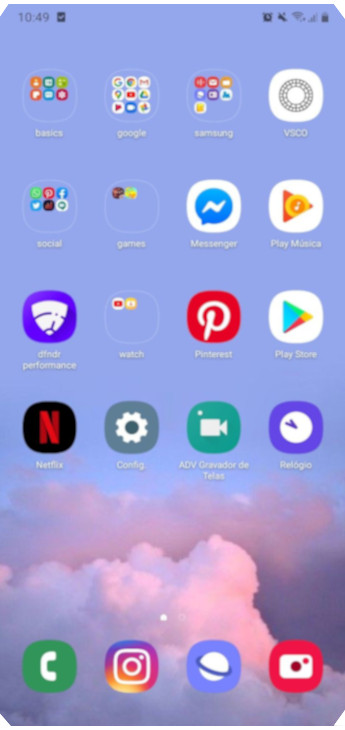 10:49
basics google samsung VSCO
social games Messenger Play Música
dfndr performance watch Pinterest Play Store
Netflix Config. ADV Gravador de Telas Relógio